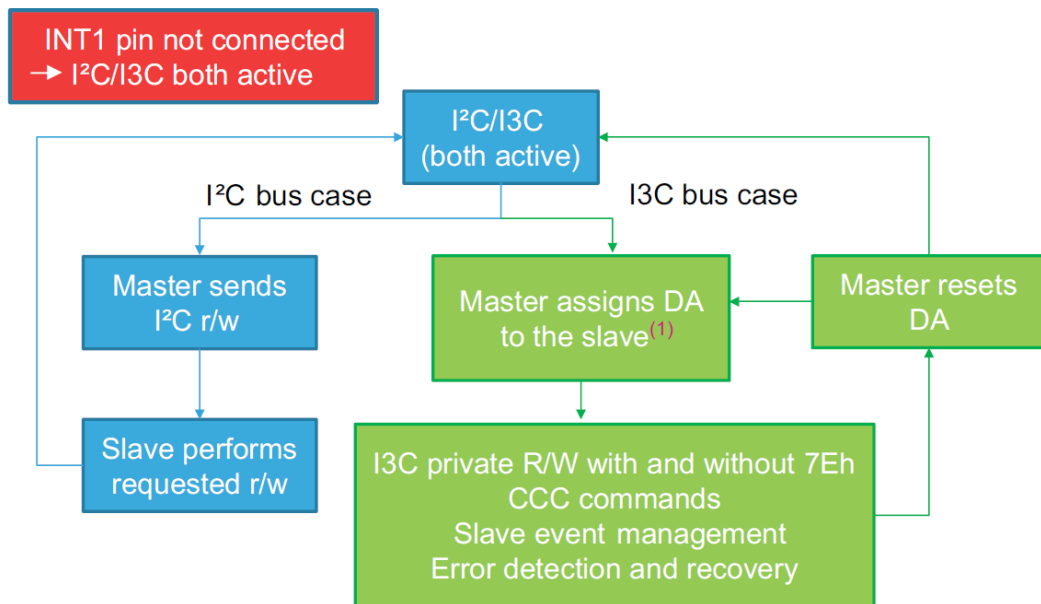 INT1 pin not connected
→ I²C/I3C both active
I²C/I3C
(both active)
I²C bus case
I3C bus case
Master sends
I²C r/w
Master assigns DA
to the slave(1)
Master resets
DA
Slave performs
requested r/w
I3C private R/W with and without 7Eh
CCC commands
Slave event management
Error detection and recovery